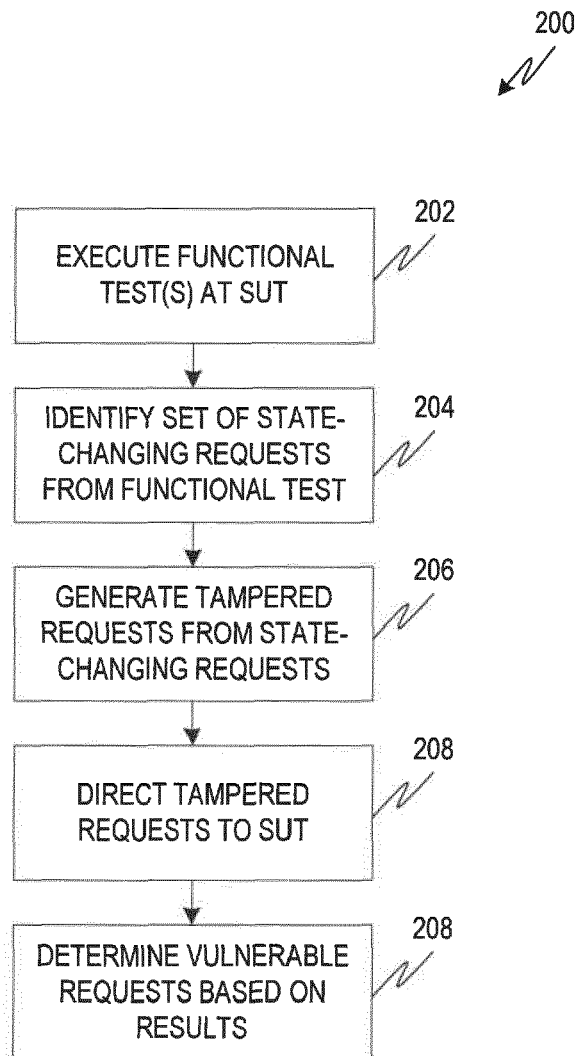 200
202
EXECUTE FUNCTIONAL
TEST(S) AT SUT
204
IDENTIFY SET OF STATE-
CHANGING REQUESTS
FROM FUNCTIONAL TEST
206
GENERATE TAMPERED
REQUESTS FROM STATE-
CHANGING REQUESTS
208
DIRECT TAMPERED
REQUESTS TO SUT
208
DETERMINE VULNERABLE
REQUESTS BASED ON
RESULTS